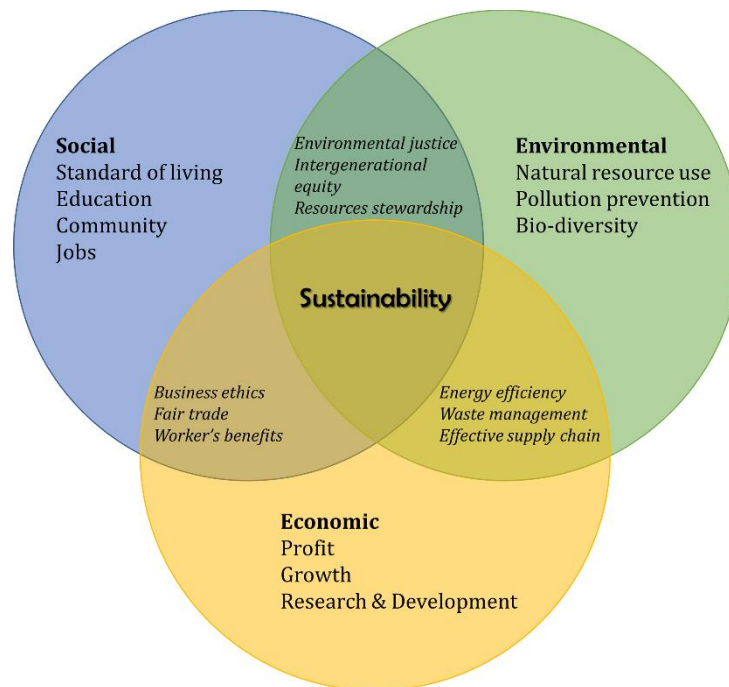 Social
Standard of living
Education
Community
Jobs
Environmental justice
Intergenerational
equity
Resources stewardship
Environmental
Natural resource use
Pollution prevention
Bio-diversity
Sustainability
Business ethics
Fair trade
Worker's benefits
Energy efficiency
Waste management
Effective supply chain
Economic
Profit
Growth
Research & Development